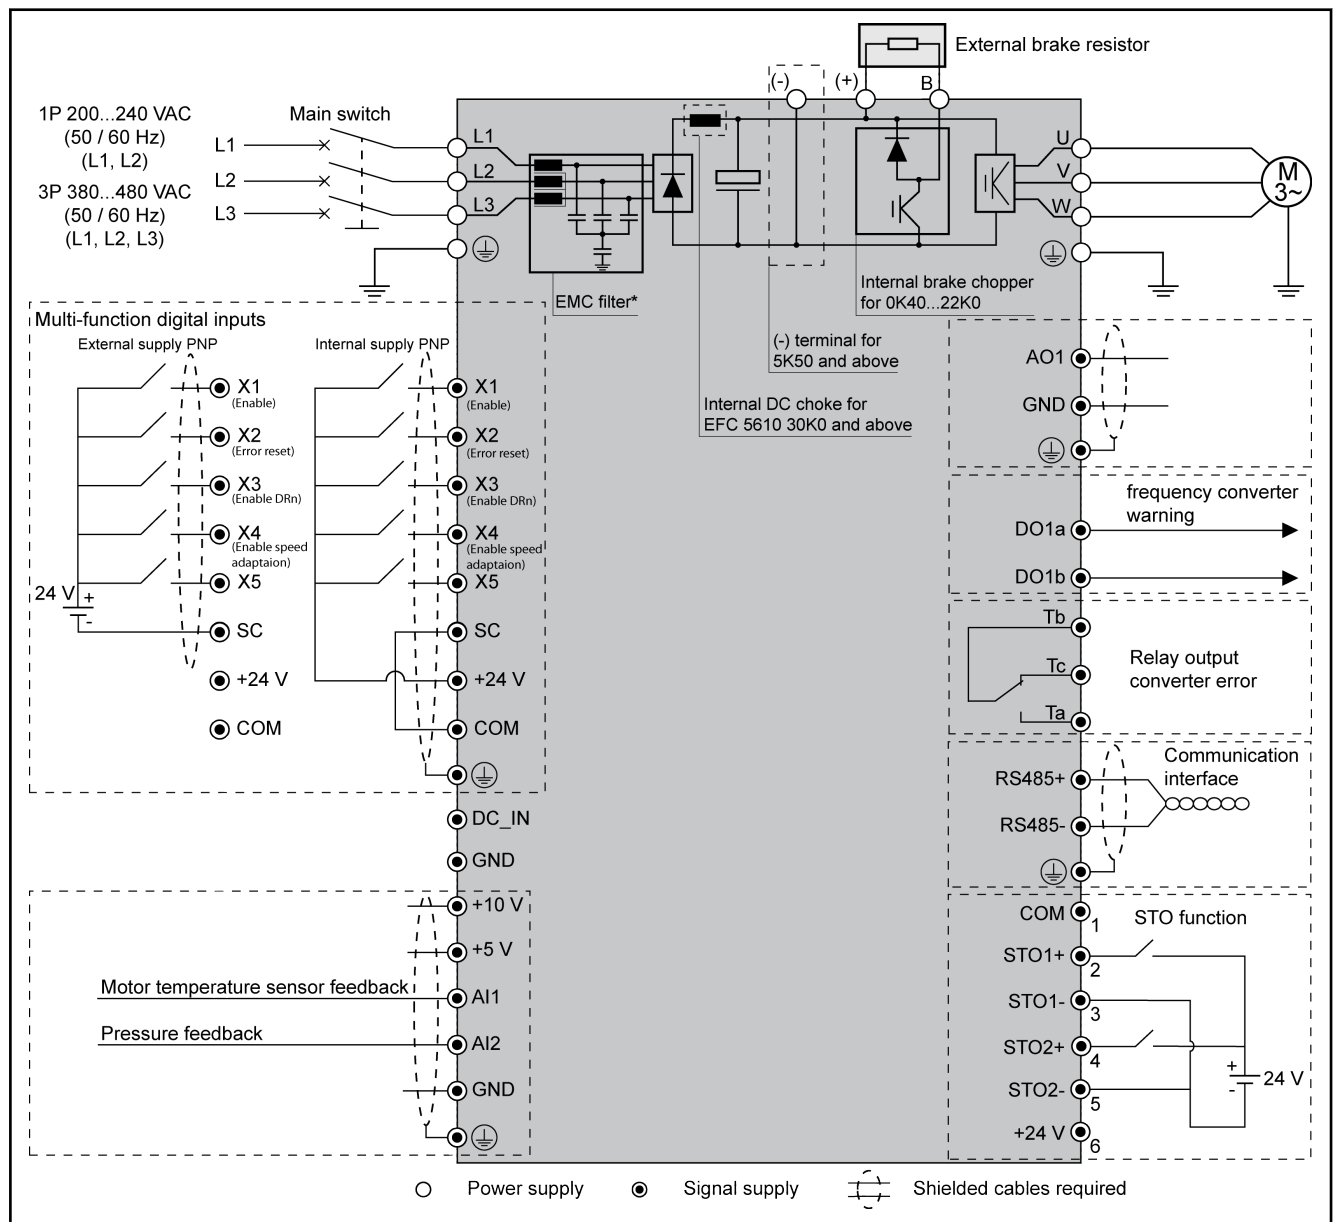 External brake resistor
(-)
(+)
B
1P 200...240 VAC
(50 / 60 Hz)
(L1, L2)
3P 380...480 VAC
(50 / 60 Hz)
(L1, L2, L3)
Main switch
L1
L2
L3
L1
L2
L3
U
V
W
M
3~
EMC filter*
Internal brake chopper
for 0K40...22K0
(-) terminal for
5K50 and above
Internal DC choke for
EFC 5610 30K0 and above
Multi-function digital inputs
External supply PNP
Internal supply PNP
X1
(Enable)
X2
(Error reset)
X3
(Enable DRn)
X4
(Enable speed
adaptaion)
X5
24 V
+
-
SC
+24 V
COM
X1
(Enable)
X2
(Error reset)
X3
(Enable DRn)
X4
(Enable speed
adaptaion)
X5
SC
+24 V
COM
DC_IN
GND
+10 V
+5 V
Motor temperature sensor feedback
AI1
Pressure feedback
AI2
GND
AO1
GND
frequency converter
warning
DO1a
DO1b
Tb
Tc
Ta
Relay output
converter error
Communication
interface
RS485+
RS485-
COM
1
STO function
STO1+
2
STO1-
3
STO2+
4
STO2-
5
+24 V
6
+
-
24 V
Power supply
Signal supply
Shielded cables required